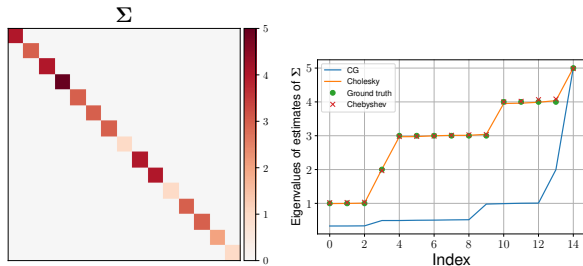 Σ
5
4
3
2
1
0
Eigenvalues of estimates of Σ
5
4
3
2
1
CG
Cholesky
Ground truth
Chebyshev
0 2 4 6 8 10 12 14
Index